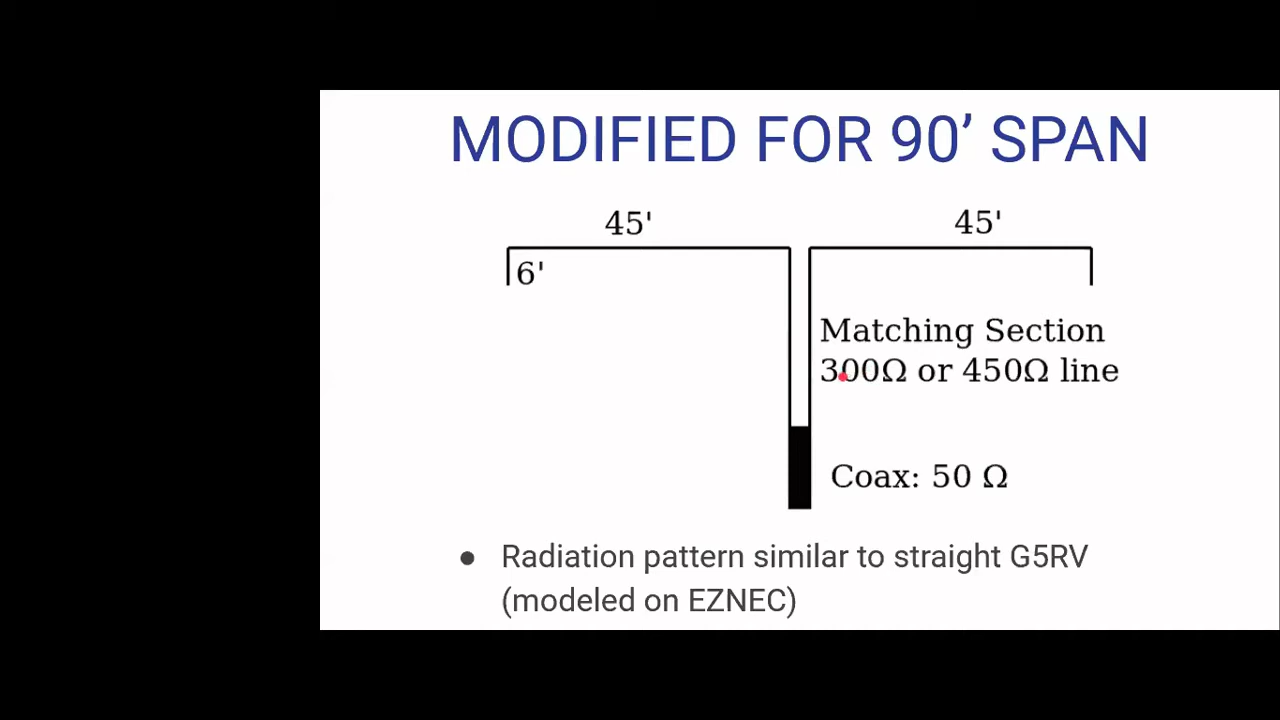 MODIFIED FOR 90’ SPAN
45' 45'
6'
Matching Section
300Ω or 450Ω line
Coax: 50 Ω
● Radiation pattern similar to straight G5RV
(modeled on EZNEC)